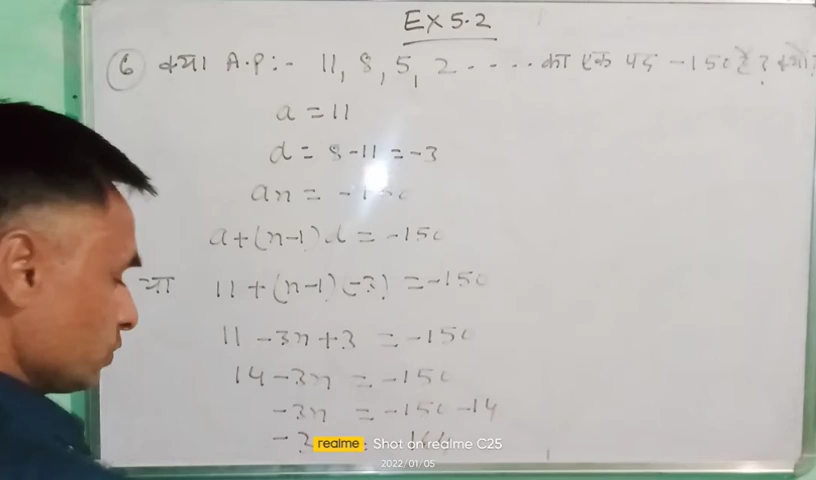 Ex 5.2
6 क्या A.P:- 11, 8, 5, 2 . . . . का एक पद -150 है? क्यों?
a = 11
d = 8-11 = -3
an = -150
a+(n-1)d = -150
या 11 + (n-1)(-3) = -150
11 -3n+3 = -150
14 -3n = -150
-3n = -150 -14
-3
realme Shot on realme C25
2022/01/05